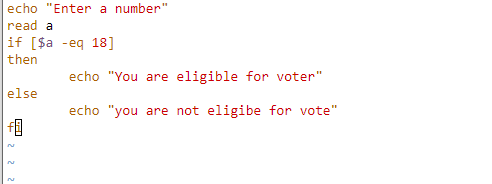 echo "Enter a number"
read a
if [$a -eq 18]
then
        echo "You are eligible for voter"
else
        echo "you are not eligibe for vote"
fi
~
~
~